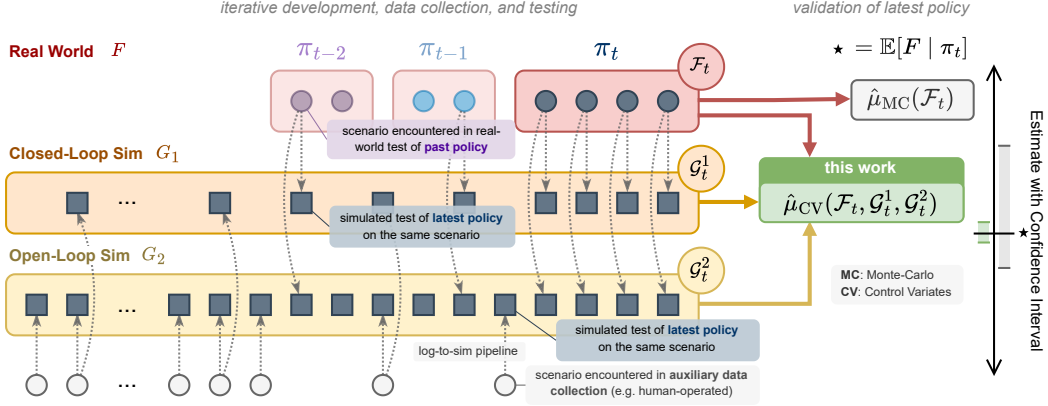 iterative development, data collection, and testing
validation of latest policy
Real World F
π_{t−2}
π_{t−1}
π_t
ℱ_t
★ = 𝔼[F | π_t]
μ̂_MC(ℱ_t)
scenario encountered in real-
world test of past policy
Closed-Loop Sim G_1
𝒢_t^1
this work
μ̂_CV(ℱ_t, 𝒢_t^1, 𝒢_t^2)
...
simulated test of latest policy
on the same scenario
Open-Loop Sim G_2
𝒢_t^2
MC: Monte-Carlo
CV: Control Variates
...
simulated test of latest policy
on the same scenario
log-to-sim pipeline
...
scenario encountered in auxiliary data
collection (e.g. human-operated)
★
Estimate with Confidence Interval